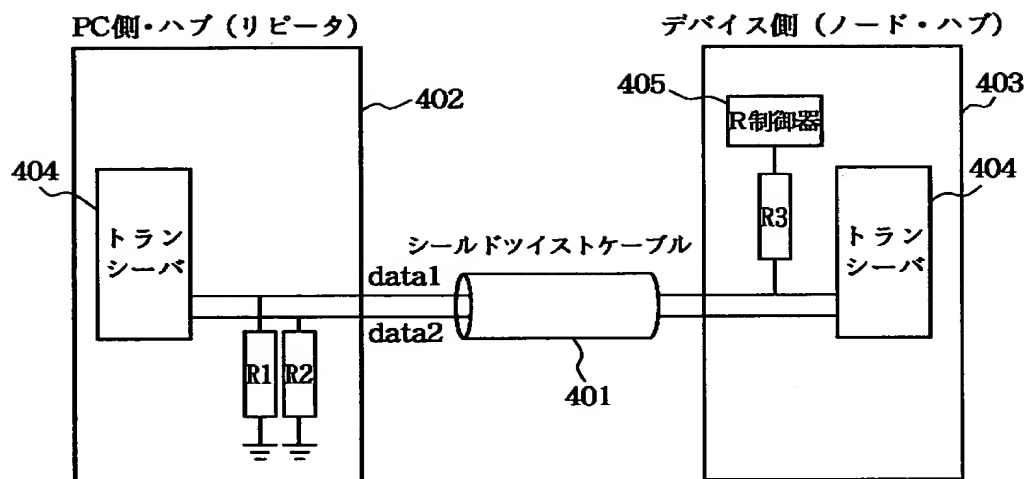 PC側・ハブ (リピータ)
デバイス側 (ノード・ハブ)
402
405
403
R制御器
404
404
トラン
シーバ
R3
トラン
シーバ
シールドツイストケーブル
data1
data2
R1
R2
401